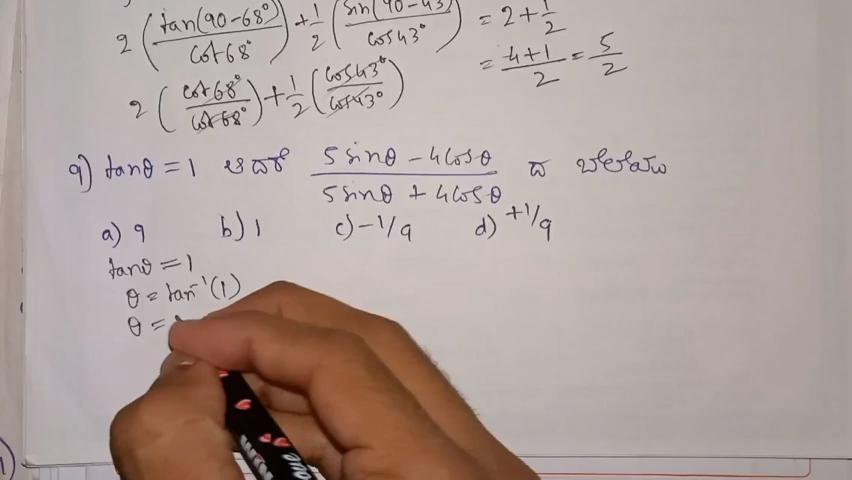 2 ( tan(90-68°) / cot68° ) + 1/2 ( sin(90-43) / cos43° ) = 2 + 1/2
2 ( cot68° / cot68° ) + 1/2 ( cos43° / cos43° ) = 4+1 / 2 = 5/2
9) tanθ = 1 ಆದರೆ 5sinθ - 4cosθ / 5sinθ + 4cosθ ದ ಬೆಲೆಯು
a) 9 b) 1 c) -1/9 d) +1/9
tanθ = 1
θ = tan⁻¹(1)
θ =